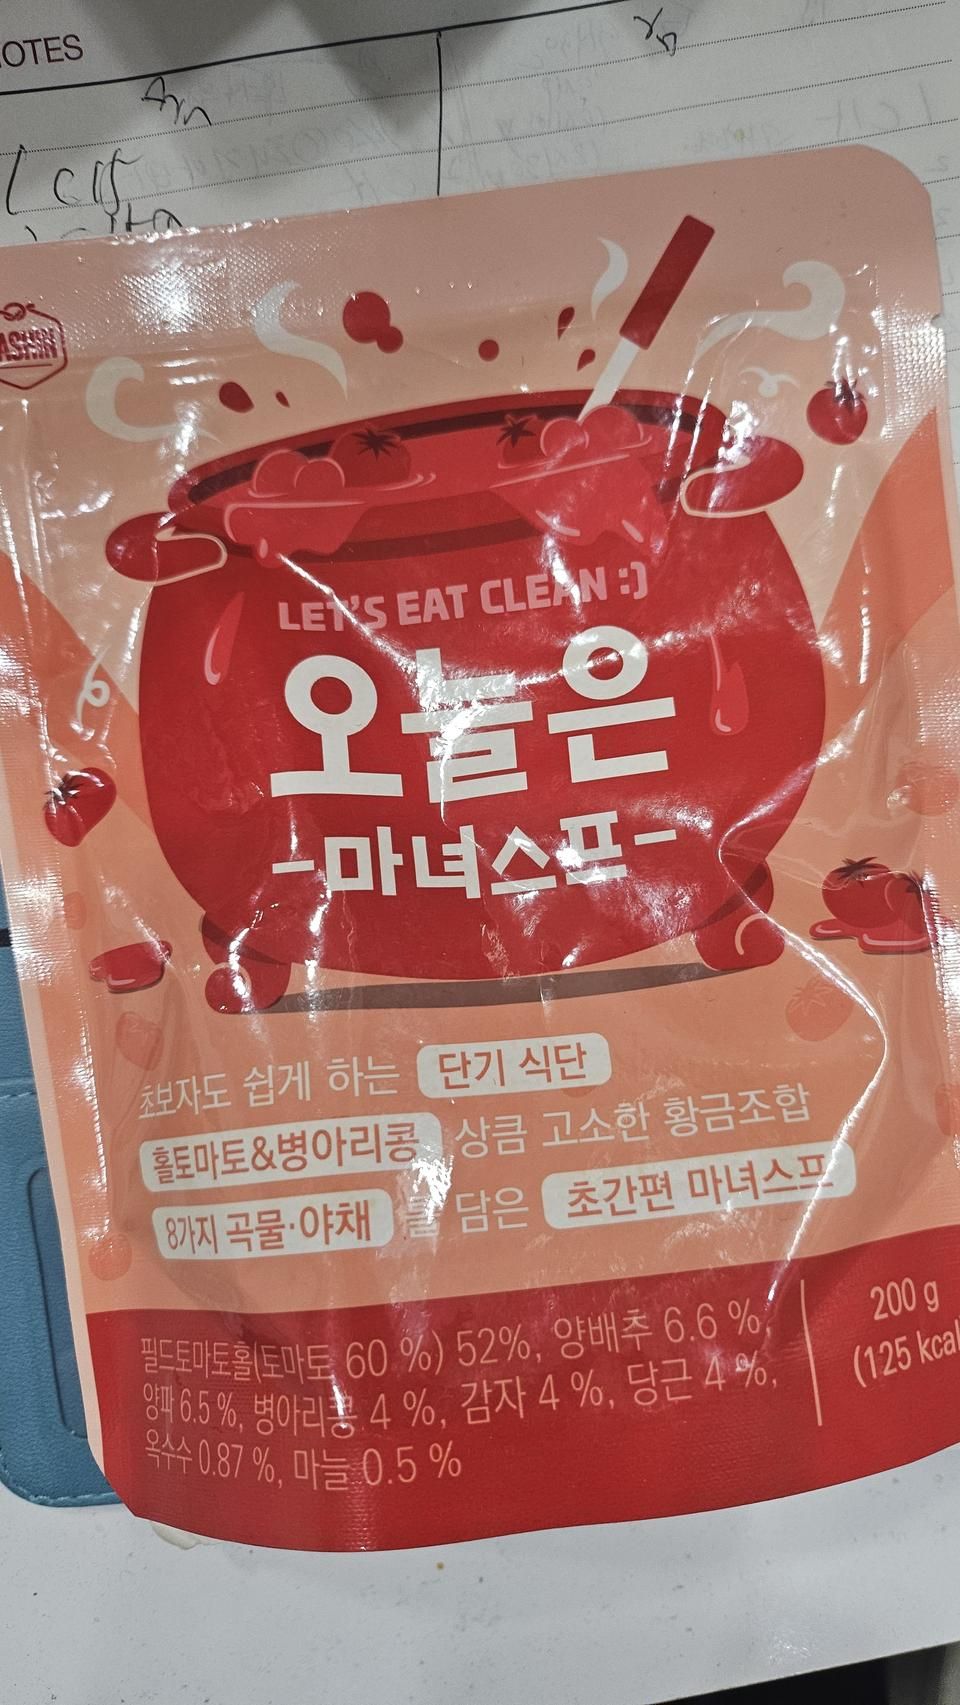 NOTES
ASHIN
LET'S EAT CLEAN :)
오늘은
-마녀스프-
초보자도 쉽게 하는 단기 식단
홀토마토&병아리콩 상큼 고소한 황금조합
8가지 곡물·야채를 담은 초간편 마녀스프
필드토마토홀(토마토 60 %) 52%, 양배추 6.6 %,
양파 6.5 %, 병아리콩 4 %, 감자 4 %, 당근 4 %,
옥수수 0.87 %, 마늘 0.5 %
200 g
(125 kcal